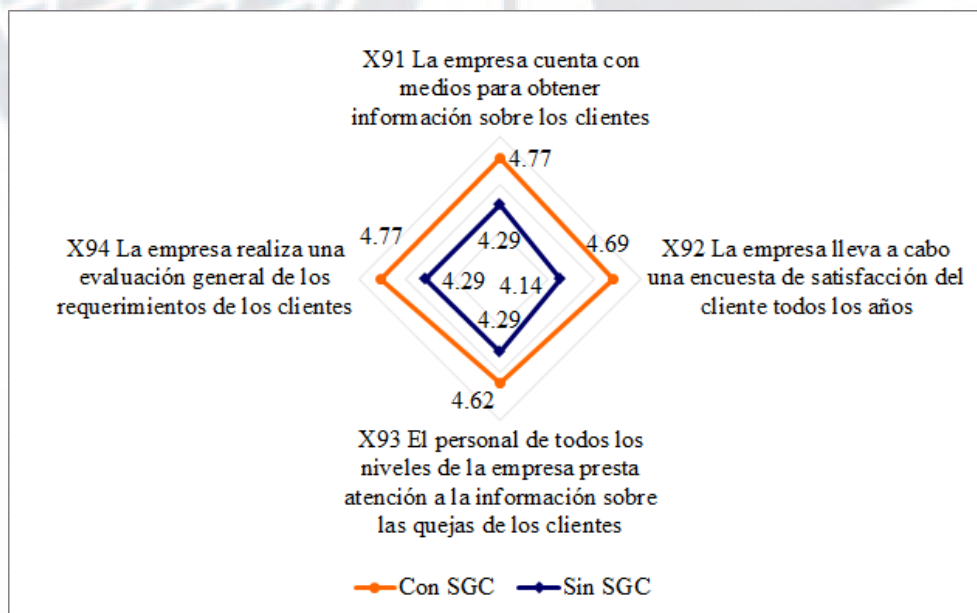 X91 La empresa cuenta con
medios para obtener
información sobre los clientes
4.77
4.77
4.69
X94 La empresa realiza una
evaluación general de los
requerimientos de los clientes
4.29
4.29
4.14
4.29
X92 La empresa lleva a cabo
una encuesta de satisfacción del
cliente todos los años
4.62
X93 El personal de todos los
niveles de la empresa presta
atención a la información sobre
las quejas de los clientes
Con SGC
Sin SGC